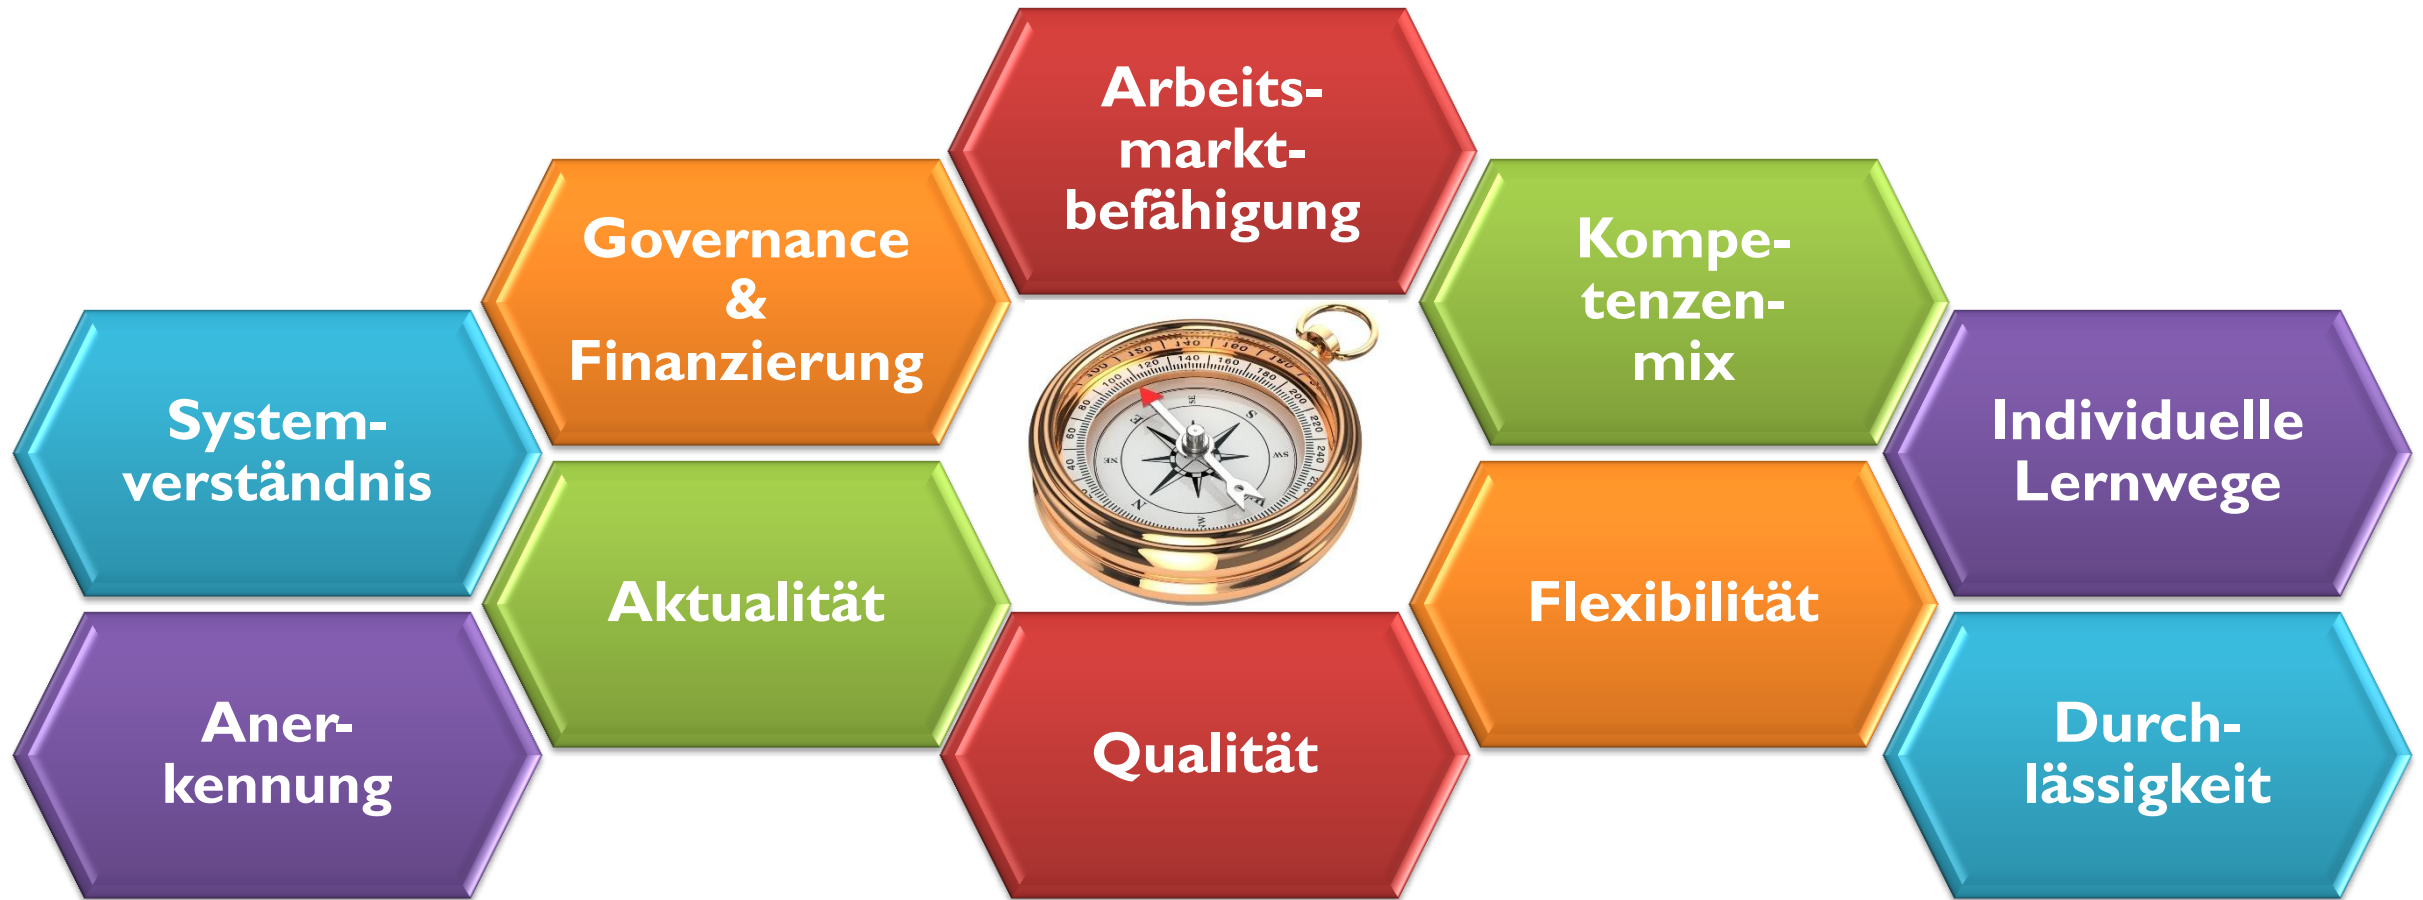 Arbeits-
markt-
befähigung
Governance
&
Finanzierung
Kompe-
tenzen-
mix
System-
verständnis
Individuelle
Lernwege
Aktualität
Flexibilität
Aner-
kennung
Qualität
Durch-
lässigkeit